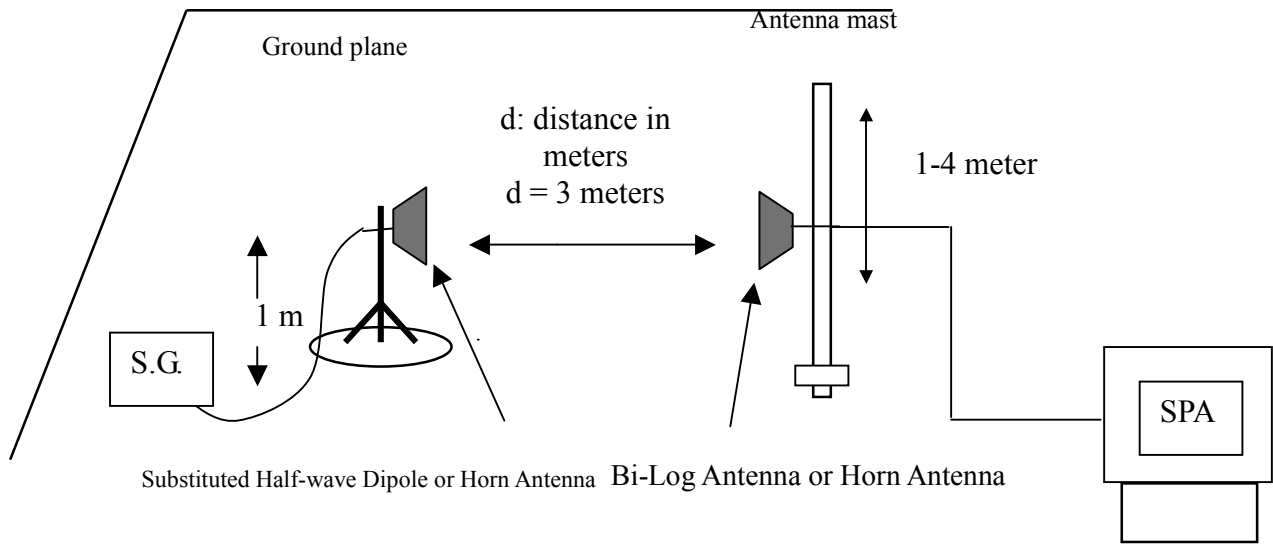 Antenna mast
Ground plane
d: distance in
meters
d = 3 meters
1-4 meter
1 m
S.G.
SPA
Substituted Half-wave Dipole or Horn Antenna
Bi-Log Antenna or Horn Antenna